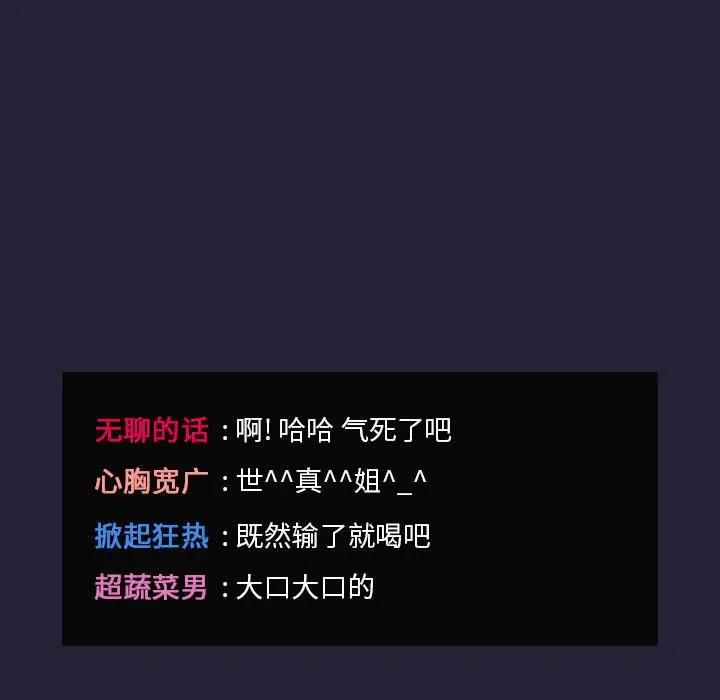 无聊的话 : 啊! 哈哈 气死了吧
心胸宽广 : 世^^真^^姐^_^
掀起狂热 : 既然输了就喝吧
超蔬菜男 : 大口大口的